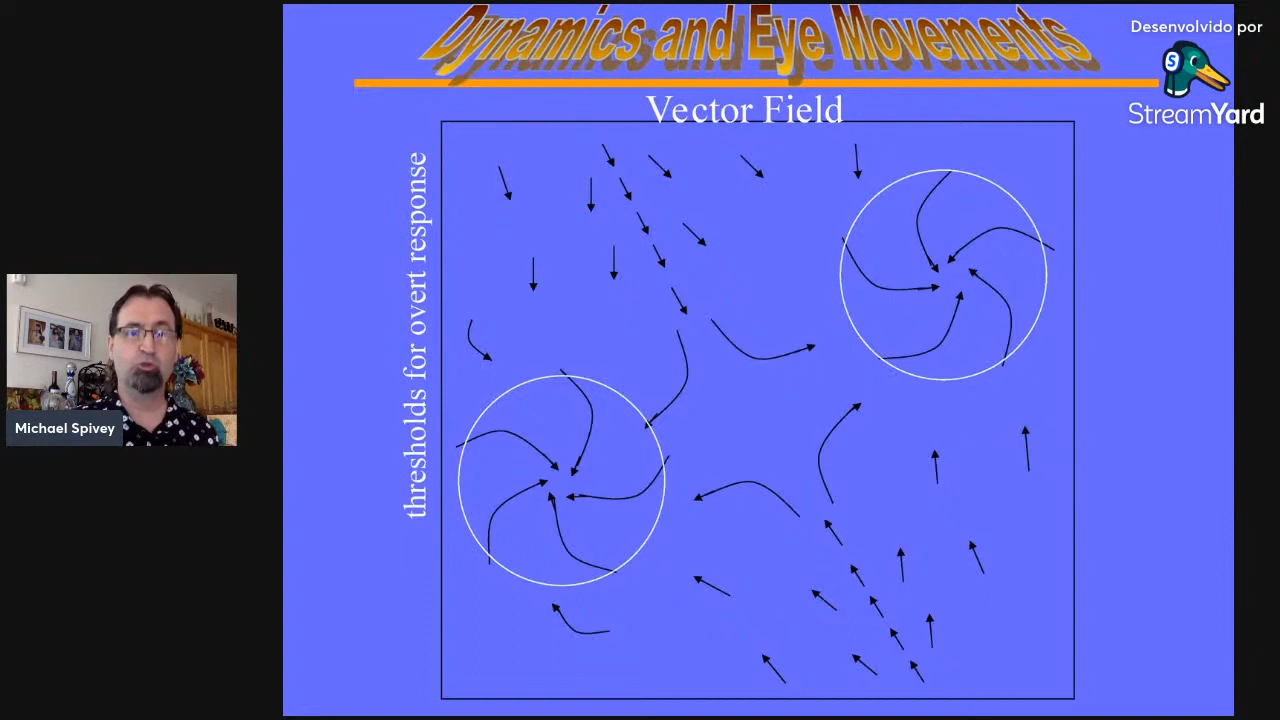 Dynamics and Eye Movements
Desenvolvido por
S
StreamYard
Vector Field
thresholds for overt response
Michael Spivey